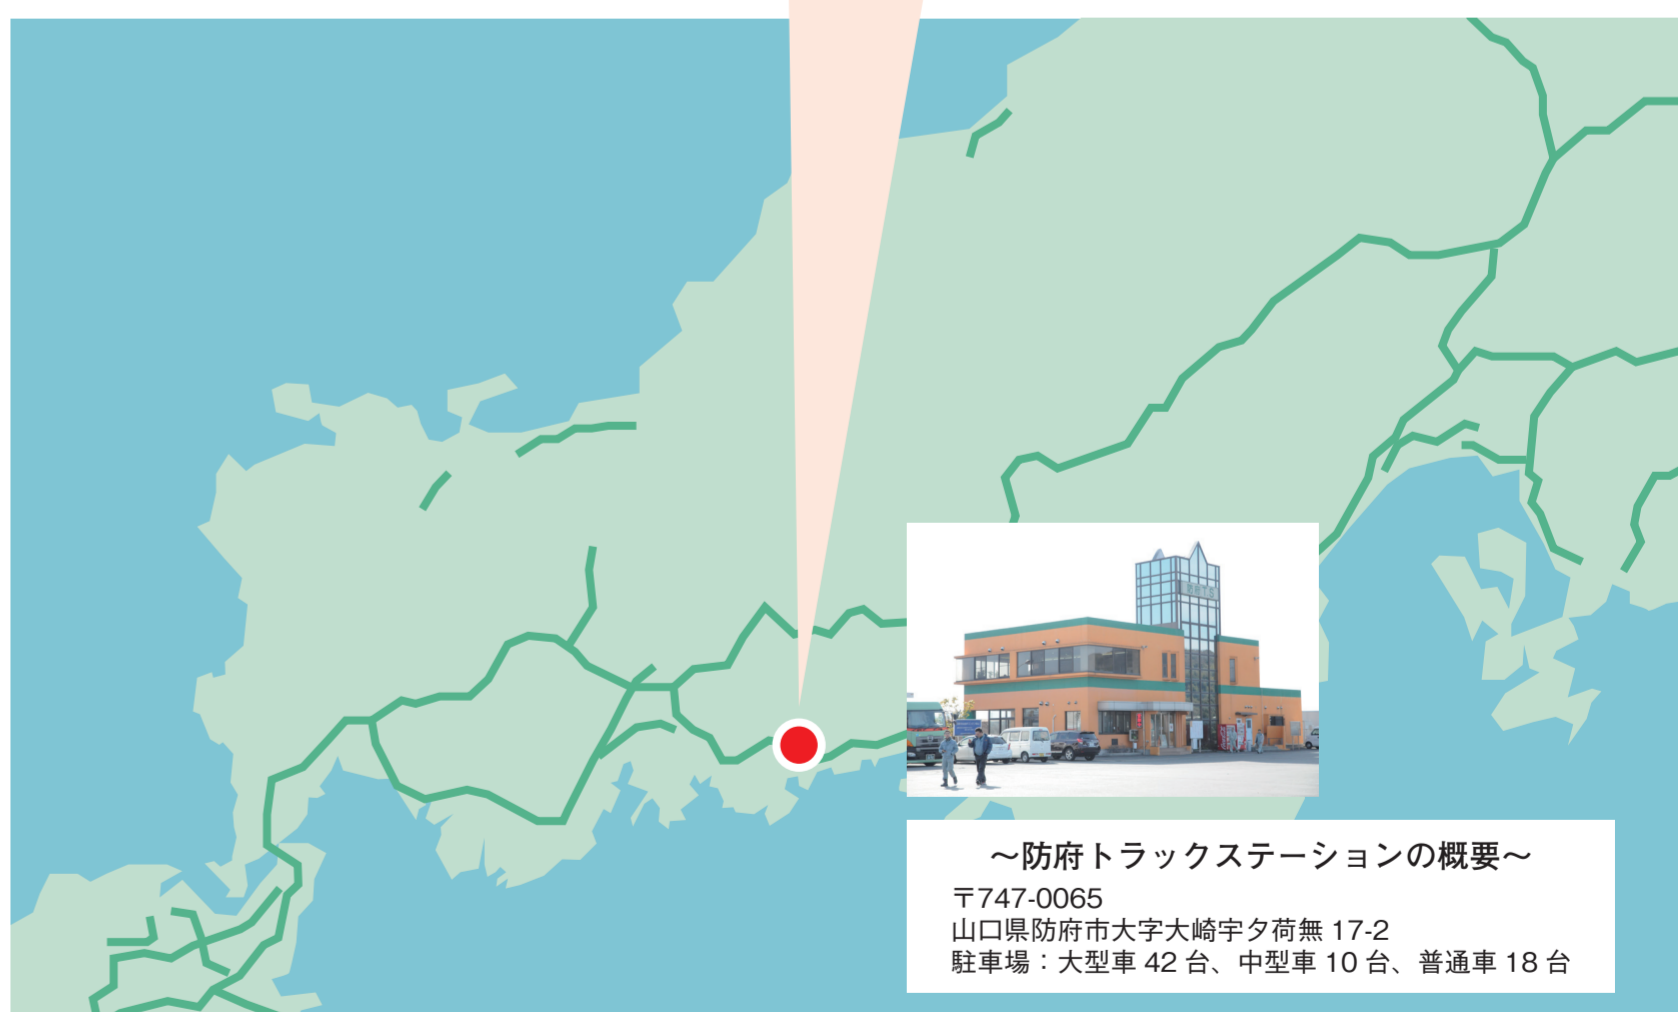 ～防府トラックステーションの概要～
〒747-0065
山口県防府市大字大崎宇夕荷無 17-2
駐車場：大型車 42 台、中型車 10 台、普通車 18 台